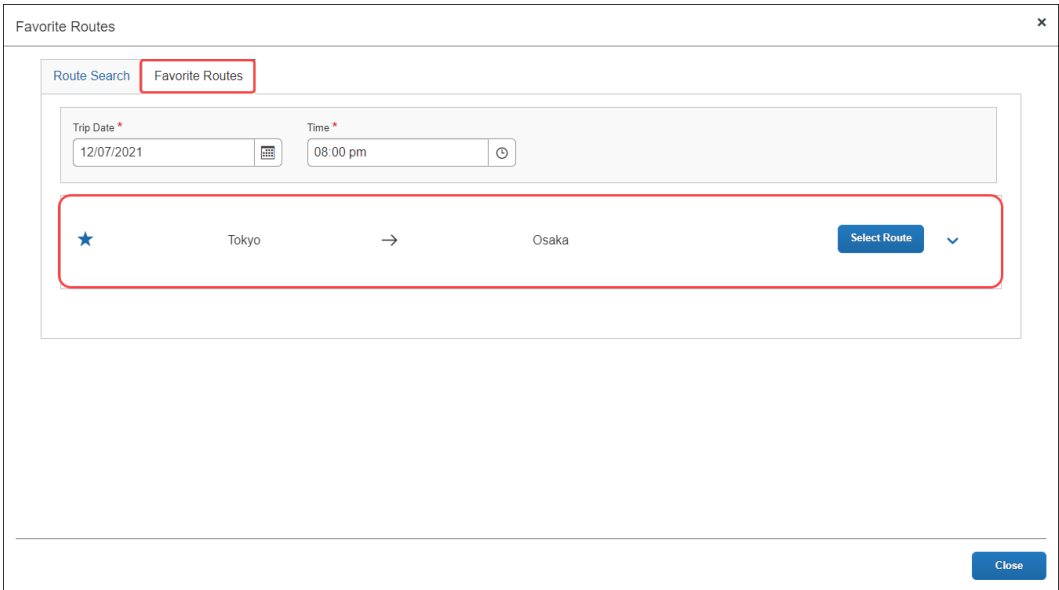 Favorite Routes ×
Route Search Favorite Routes
Trip Date * Time *
12/07/2021 08:00 pm
Tokyo → Osaka Select Route
Close